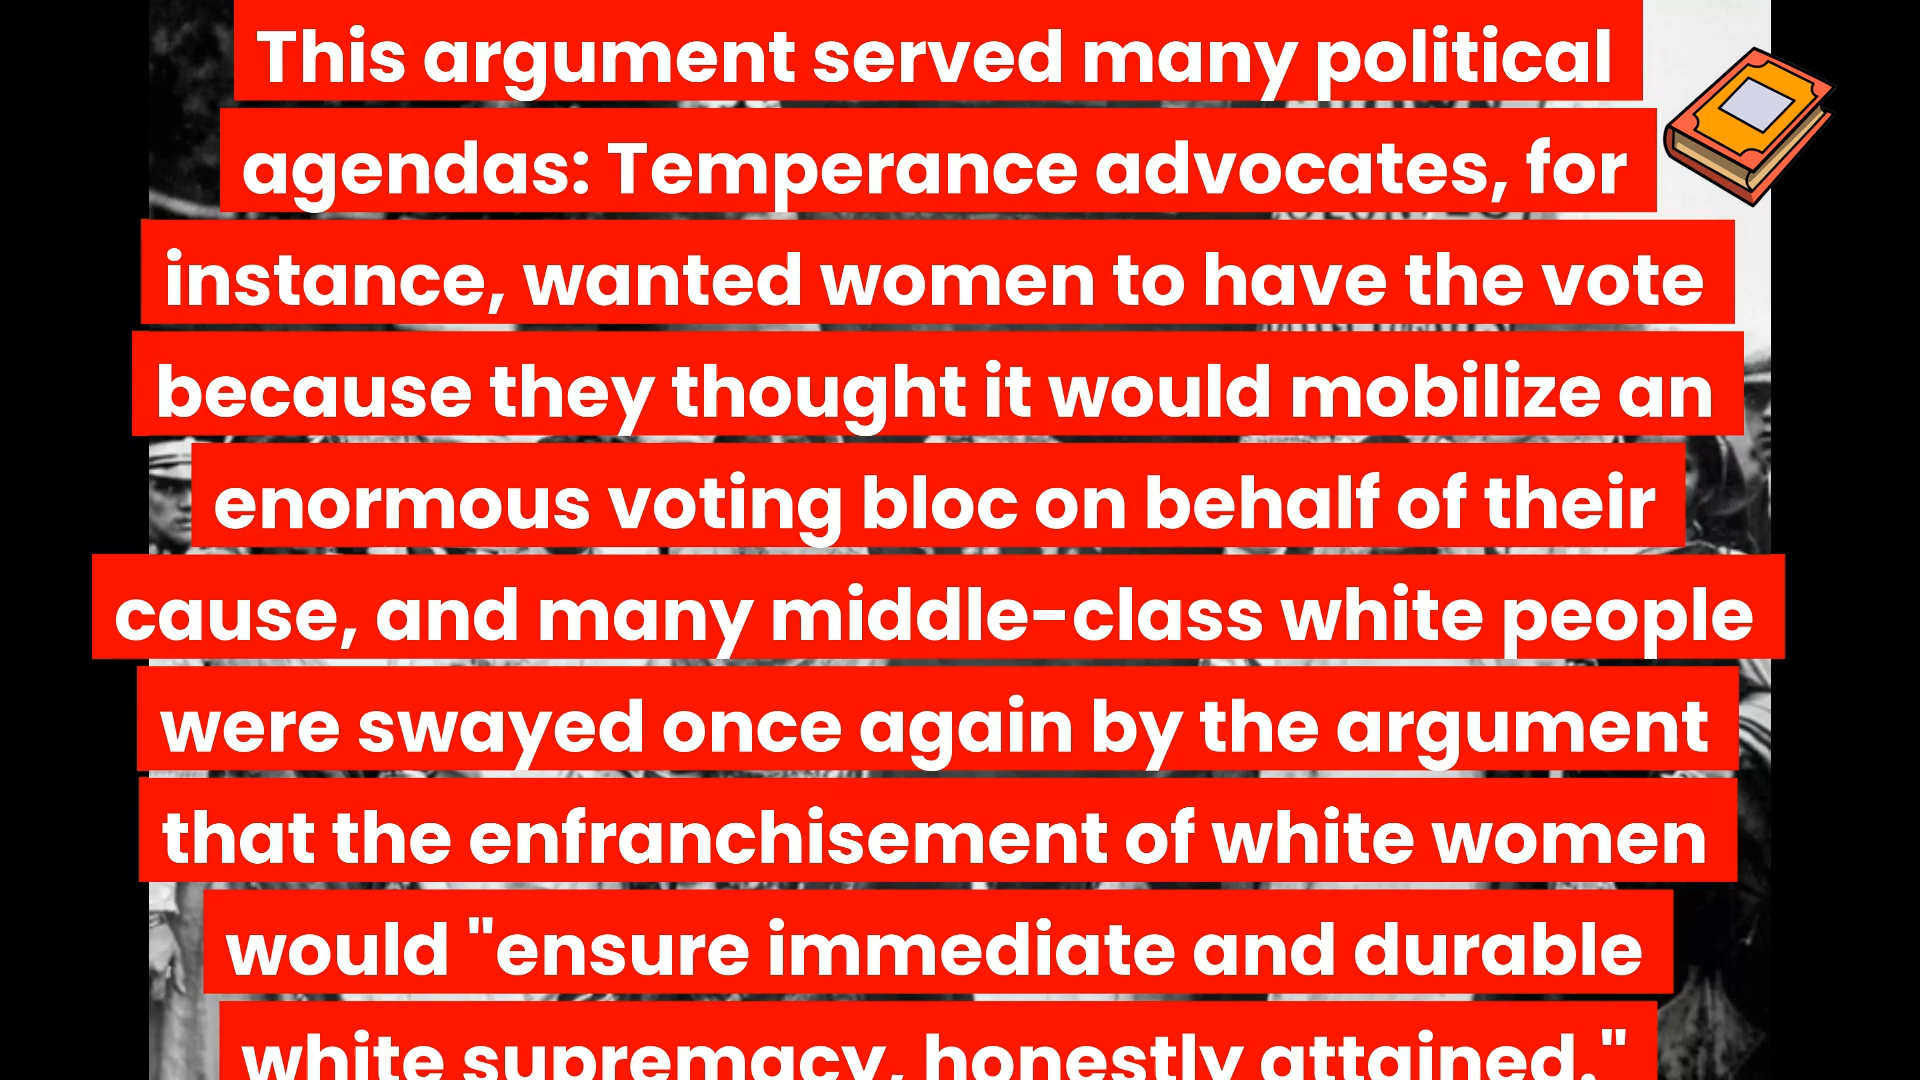 This argument served many political
agendas: Temperance advocates, for
instance, wanted women to have the vote
because they thought it would mobilize an
enormous voting bloc on behalf of their
cause, and many middle-class white people
were swayed once again by the argument
that the enfranchisement of white women
would "ensure immediate and durable
white supremacy, honestly attained."